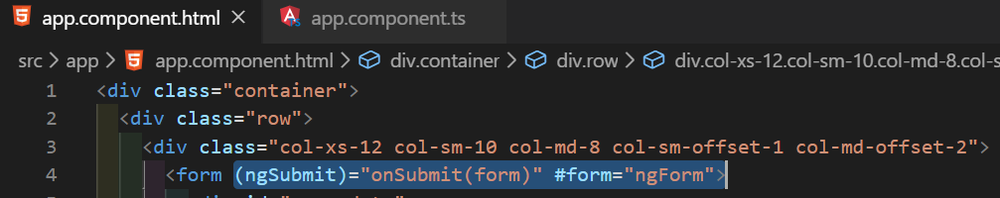 app.component.html × app.component.ts
src > app > app.component.html > div.container > div.row > div.col-xs-12.col-sm-10.col-md-8.col-s
1 <div class="container">
2 <div class="row">
3 <div class="col-xs-12 col-sm-10 col-md-8 col-sm-offset-1 col-md-offset-2">
4 <form (ngSubmit)="onSubmit(form)" #form="ngForm">